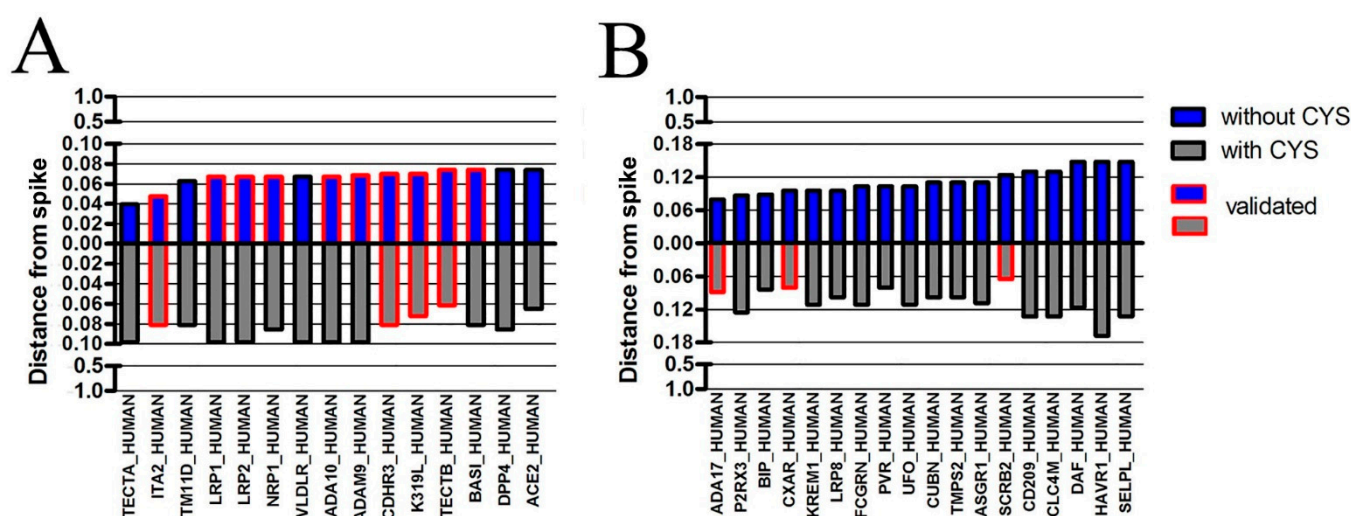 A
Distance from spike
1.0
0.5
0.10
0.08
0.06
0.04
0.02
0.00
0.02
0.04
0.06
0.08
0.10
0.5
1.0
TECTA_HUMAN
ITA2_HUMAN
TM11D_HUMAN
LRP1_HUMAN
LRP2_HUMAN
NRP1_HUMAN
VLDLR_HUMAN
ADA10_HUMAN
ADAM9_HUMAN
CDHR3_HUMAN
K319L_HUMAN
TECTB_HUMAN
BASI_HUMAN
DPP4_HUMAN
ACE2_HUMAN
B
Distance from spike
1.0
0.5
0.18
0.12
0.06
0.00
0.06
0.12
0.18
0.5
1.0
ADA17_HUMAN
P2RX3_HUMAN
BIP_HUMAN
CXAR_HUMAN
KREM1_HUMAN
LRP8_HUMAN
FCGRN_HUMAN
PVR_HUMAN
UFO_HUMAN
CUBN_HUMAN
TMPS2_HUMAN
ASGR1_HUMAN
SCRB2_HUMAN
CD209_HUMAN
CLC4M_HUMAN
DAF_HUMAN
HAVR1_HUMAN
SELPL_HUMAN
without CYS
with CYS
validated